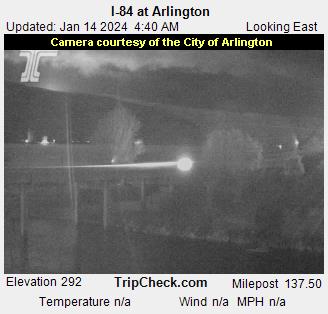 I-84 at Arlington
Updated: Jan 14 2024 4:40 AM Looking East
Camera courtesy of the City of Arlington
Elevation 292 TripCheck.com Milepost 137.50
Temperature n/a Wind n/a MPH n/a